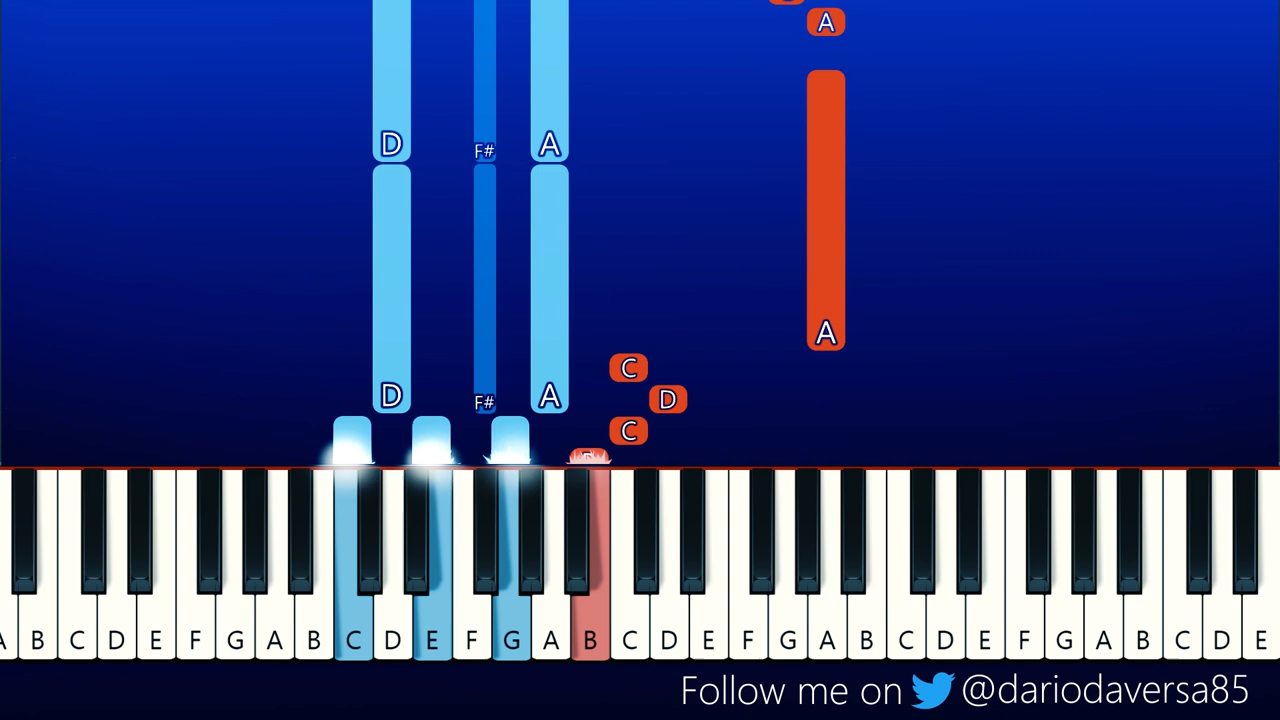 A
D F# A
A
C
D F# A D
C
B
A B C D E F G A B C D E F G A B C D E F G A B C D E F G A B C D E
Follow me on @dariodaversa85